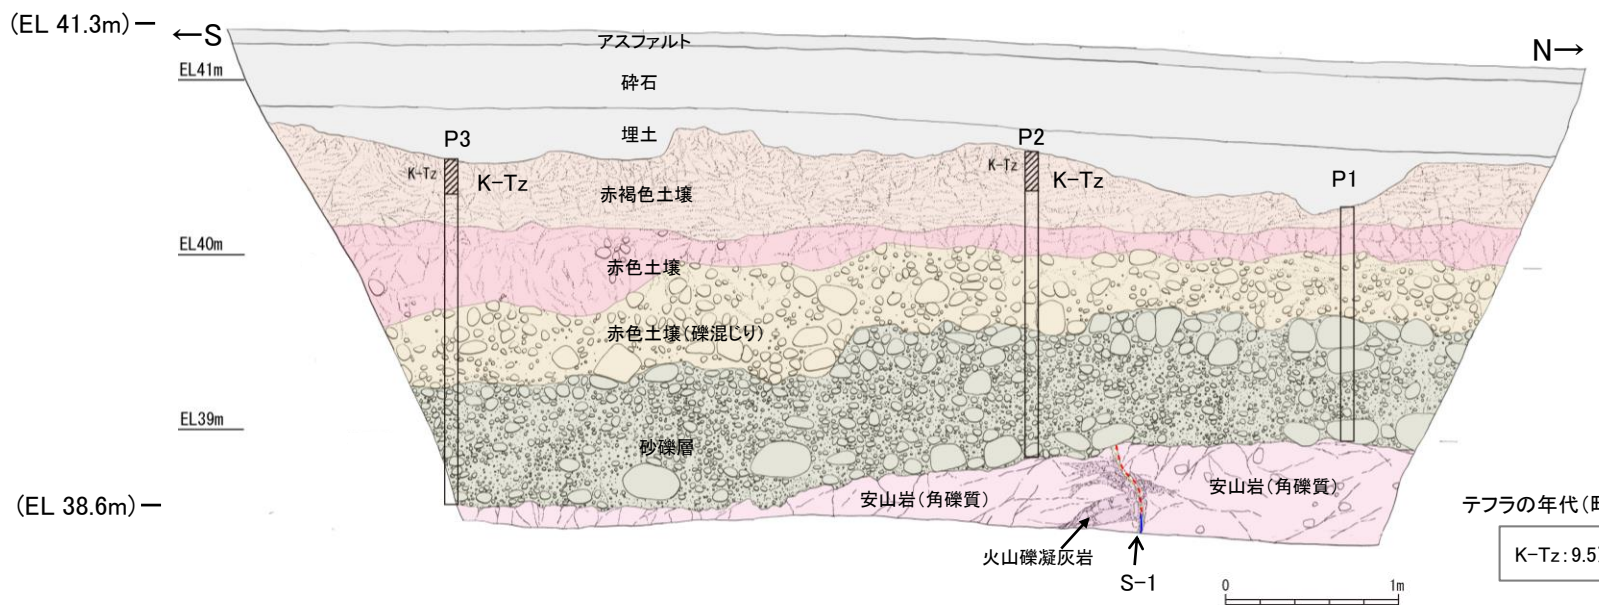 (EL 41.3m)
←S
アスファルト
N→
EL41m
砕石
埋土
P3
P2
P1
K-Tz
K-Tz
K-Tz
K-Tz
赤褐色土壌
EL40m
赤色土壌
赤色土壌(礫混じり)
EL39m
砂礫層
(EL 38.6m)
安山岩(角礫質)
安山岩(角礫質)
テフラの年代(町
火山礫凝灰岩
K-Tz:9.5
S-1
0
1m